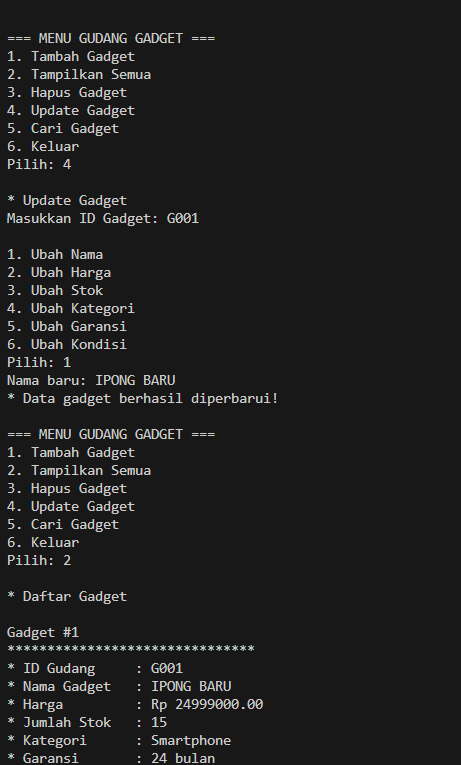 === MENU GUDANG GADGET ===
1. Tambah Gadget
2. Tampilkan Semua
3. Hapus Gadget
4. Update Gadget
5. Cari Gadget
6. Keluar
Pilih: 4
* Update Gadget
Masukkan ID Gadget: G001
1. Ubah Nama
2. Ubah Harga
3. Ubah Stok
4. Ubah Kategori
5. Ubah Garansi
6. Ubah Kondisi
Pilih: 1
Nama baru: IPONG BARU
* Data gadget berhasil diperbarui!
=== MENU GUDANG GADGET ===
1. Tambah Gadget
2. Tampilkan Semua
3. Hapus Gadget
4. Update Gadget
5. Cari Gadget
6. Keluar
Pilih: 2
* Daftar Gadget
Gadget #1
*******************************
* ID Gudang     : G001
* Nama Gadget   : IPONG BARU
* Harga         : Rp 24999000.00
* Jumlah Stok   : 15
* Kategori      : Smartphone
* Garansi       : 24 bulan